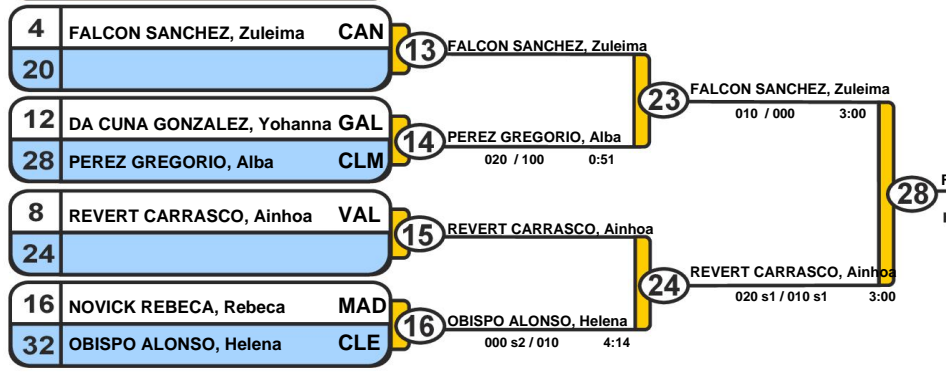 4 FALCON SANCHEZ, Zuleima CAN
20
13 FALCON SANCHEZ, Zuleima
12 DA CUNA GONZALEZ, Yohanna GAL
28 PEREZ GREGORIO, Alba CLM
14 PEREZ GREGORIO, Alba
020 / 100 0:51
23 FALCON SANCHEZ, Zuleima
010 / 000 3:00
8 REVERT CARRASCO, Ainhoa VAL
24
15 REVERT CARRASCO, Ainhoa
16 NOVICK REBECA, Rebeca MAD
32 OBISPO ALONSO, Helena CLE
16 OBISPO ALONSO, Helena
000 s2 / 010 4:14
24 REVERT CARRASCO, Ainhoa
020 s1 / 010 s1 3:00
28